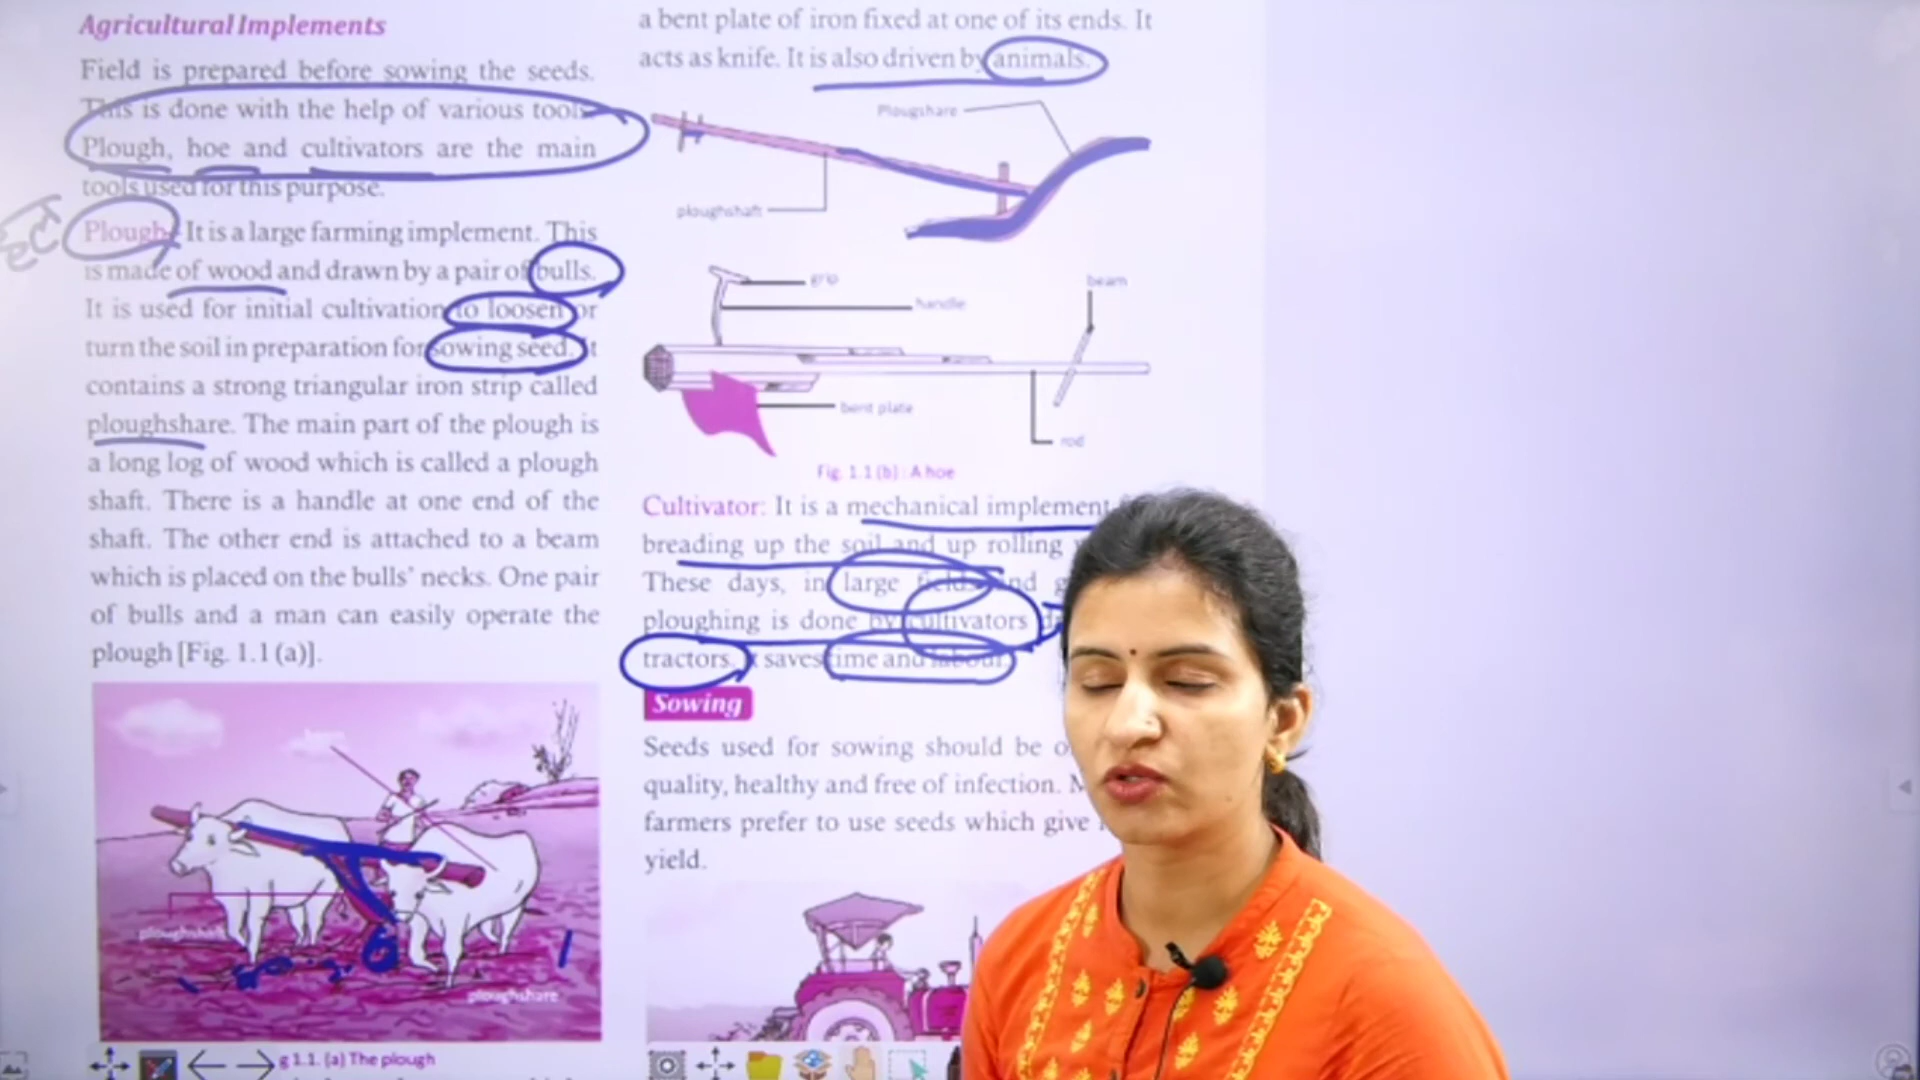 Agricultural Implements
Field is prepared before sowing the seeds.
This is done with the help of various tools.
Plough, hoe and cultivators are the main
tools used for this purpose.
Plough: It is a large farming implement. This
is made of wood and drawn by a pair of bulls.
It is used for initial cultivation to loosen or
turn the soil in preparation for sowing seed. It
contains a strong triangular iron strip called
ploughshare. The main part of the plough is
a long log of wood which is called a plough
shaft. There is a handle at one end of the
shaft. The other end is attached to a beam
which is placed on the bulls' necks. One pair
of bulls and a man can easily operate the
plough [Fig. 1.1 (a)].
ploughshaft
ploughshare
g 1.1. (a) The plough
a bent plate of iron fixed at one of its ends. It
acts as knife. It is also driven by animals.
Plougshare
ploughshaft
grip
beam
handle
bent plate
rod
Fig. 1.1 (b) : A hoe
Cultivator: It is a mechanical implement
breading up the soil and up rolling
These days, in large fields and
ploughing is done by cultivators
tractors. It saves time and labour.
Sowing
Seeds used for sowing should be
quality, healthy and free of infection.
farmers prefer to use seeds which give
yield.